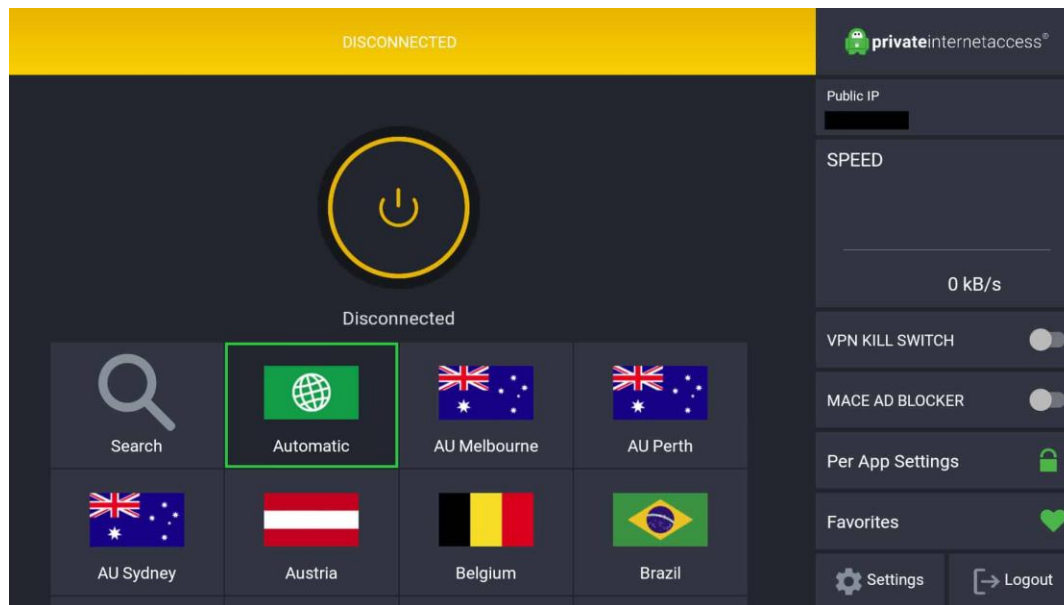 DISCONNECTED
privateinternetaccess®
Public IP
SPEED
0 kB/s
Disconnected
VPN KILL SWITCH
MACE AD BLOCKER
Search
Automatic
AU Melbourne
AU Perth
Per App Settings
Favorites
AU Sydney
Austria
Belgium
Brazil
Settings
Logout